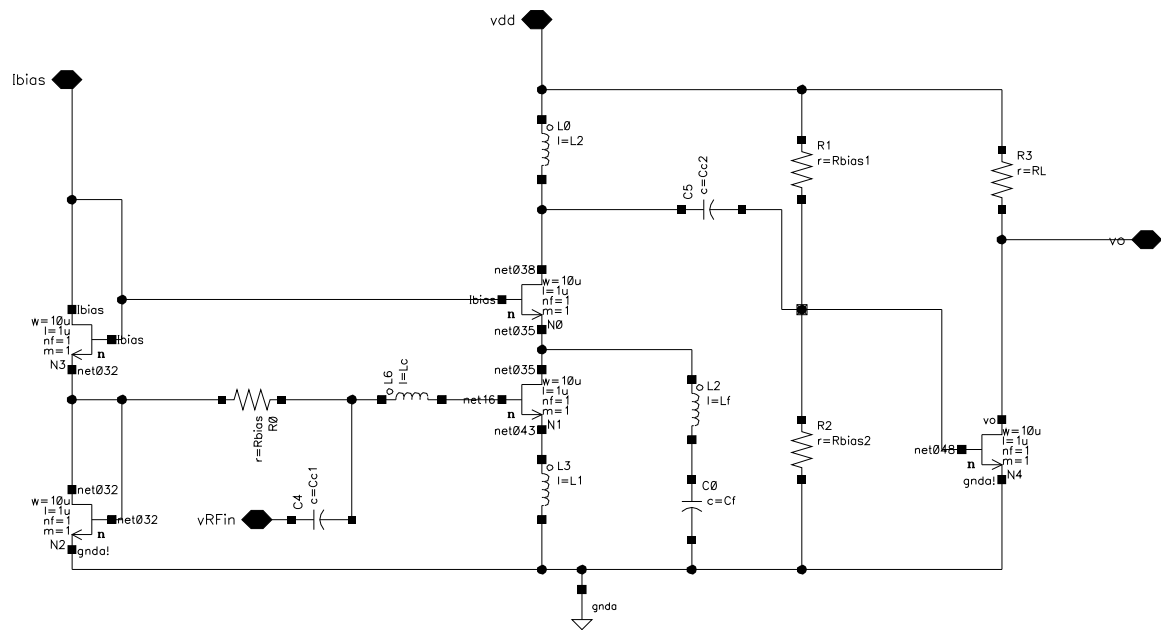 vdd
Ibias
L0
l=L2
R1
r=Rbias1
R3
r=RL
C5
c=Cc2
vo
net038
w=10u
l=1u
nf=1
m=1
Ibias
n
N0
net035
Ibias
w=10u
l=1u
nf=1
m=1
Ibias
n
N3
net032
net035
w=10u
l=1u
nf=1
m=1
net16
n
N1
net043
L6
l=Lc
r=Rbias
R0
L2
l=Lf
R2
r=Rbias2
vo
w=10u
l=1u
nf=1
m=1
net048
n
N4
gnda!
L3
l=L1
C0
c=Cf
net032
w=10u
l=1u
nf=1
m=1
net032
n
N2
gnda!
vRFin
C4
c=Cc1
gnda